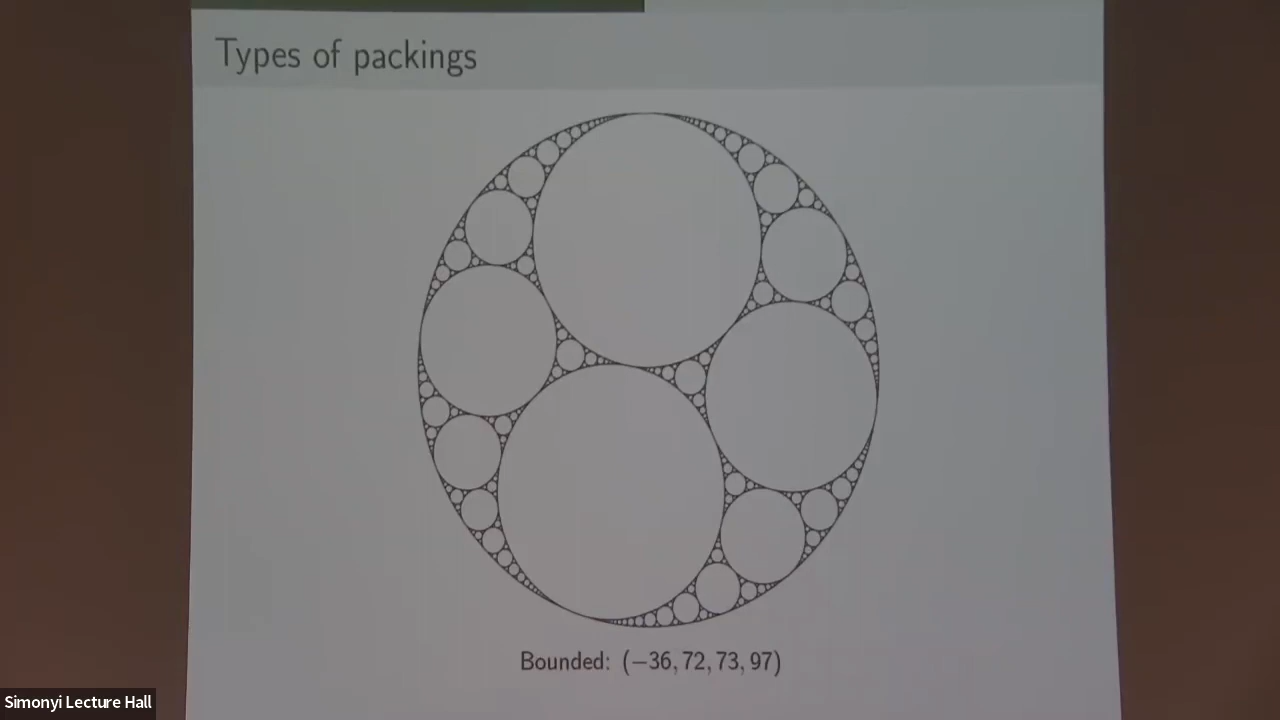 Types of packings
Bounded: (−36, 72, 73, 97)
Simonyi Lecture Hall